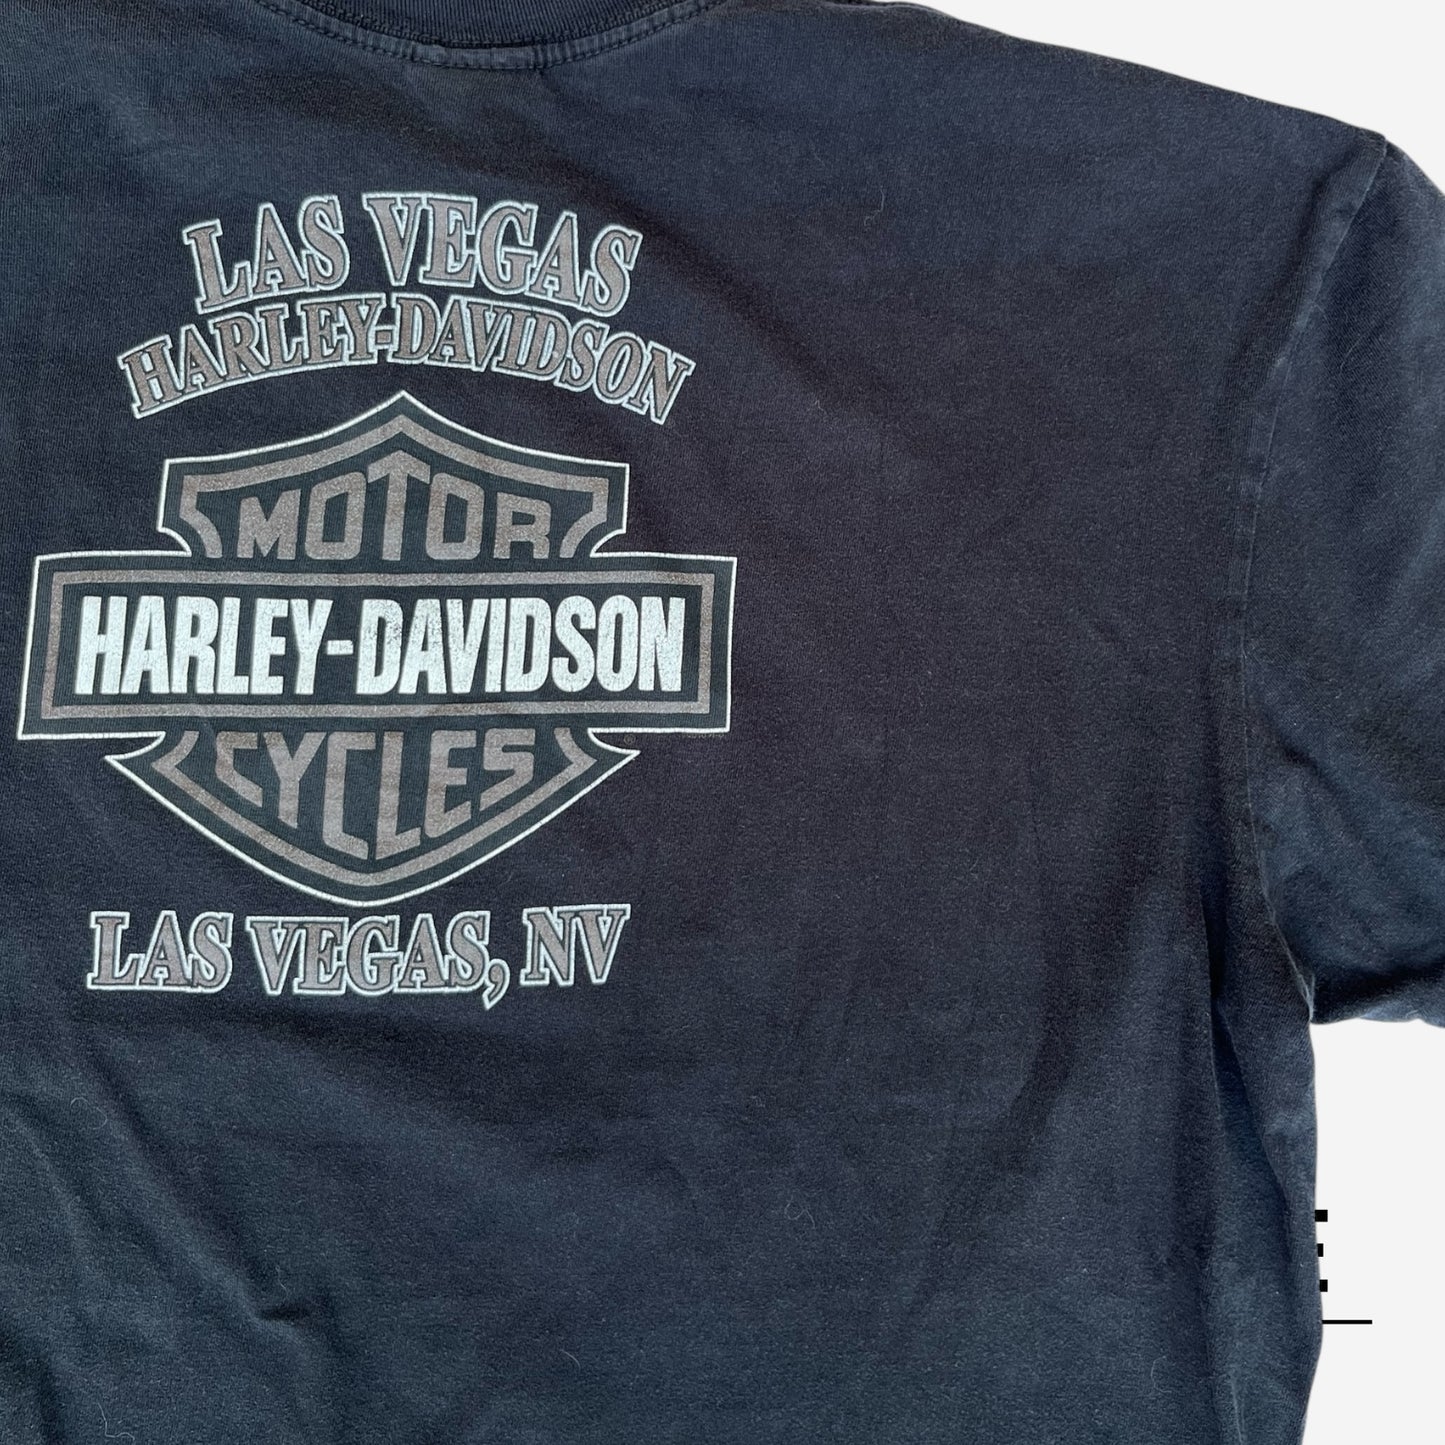 LAS VEGAS
HARLEY-DAVIDSON
MOTOR
HARLEY-DAVIDSON
CYCLES
LAS VEGAS, NV